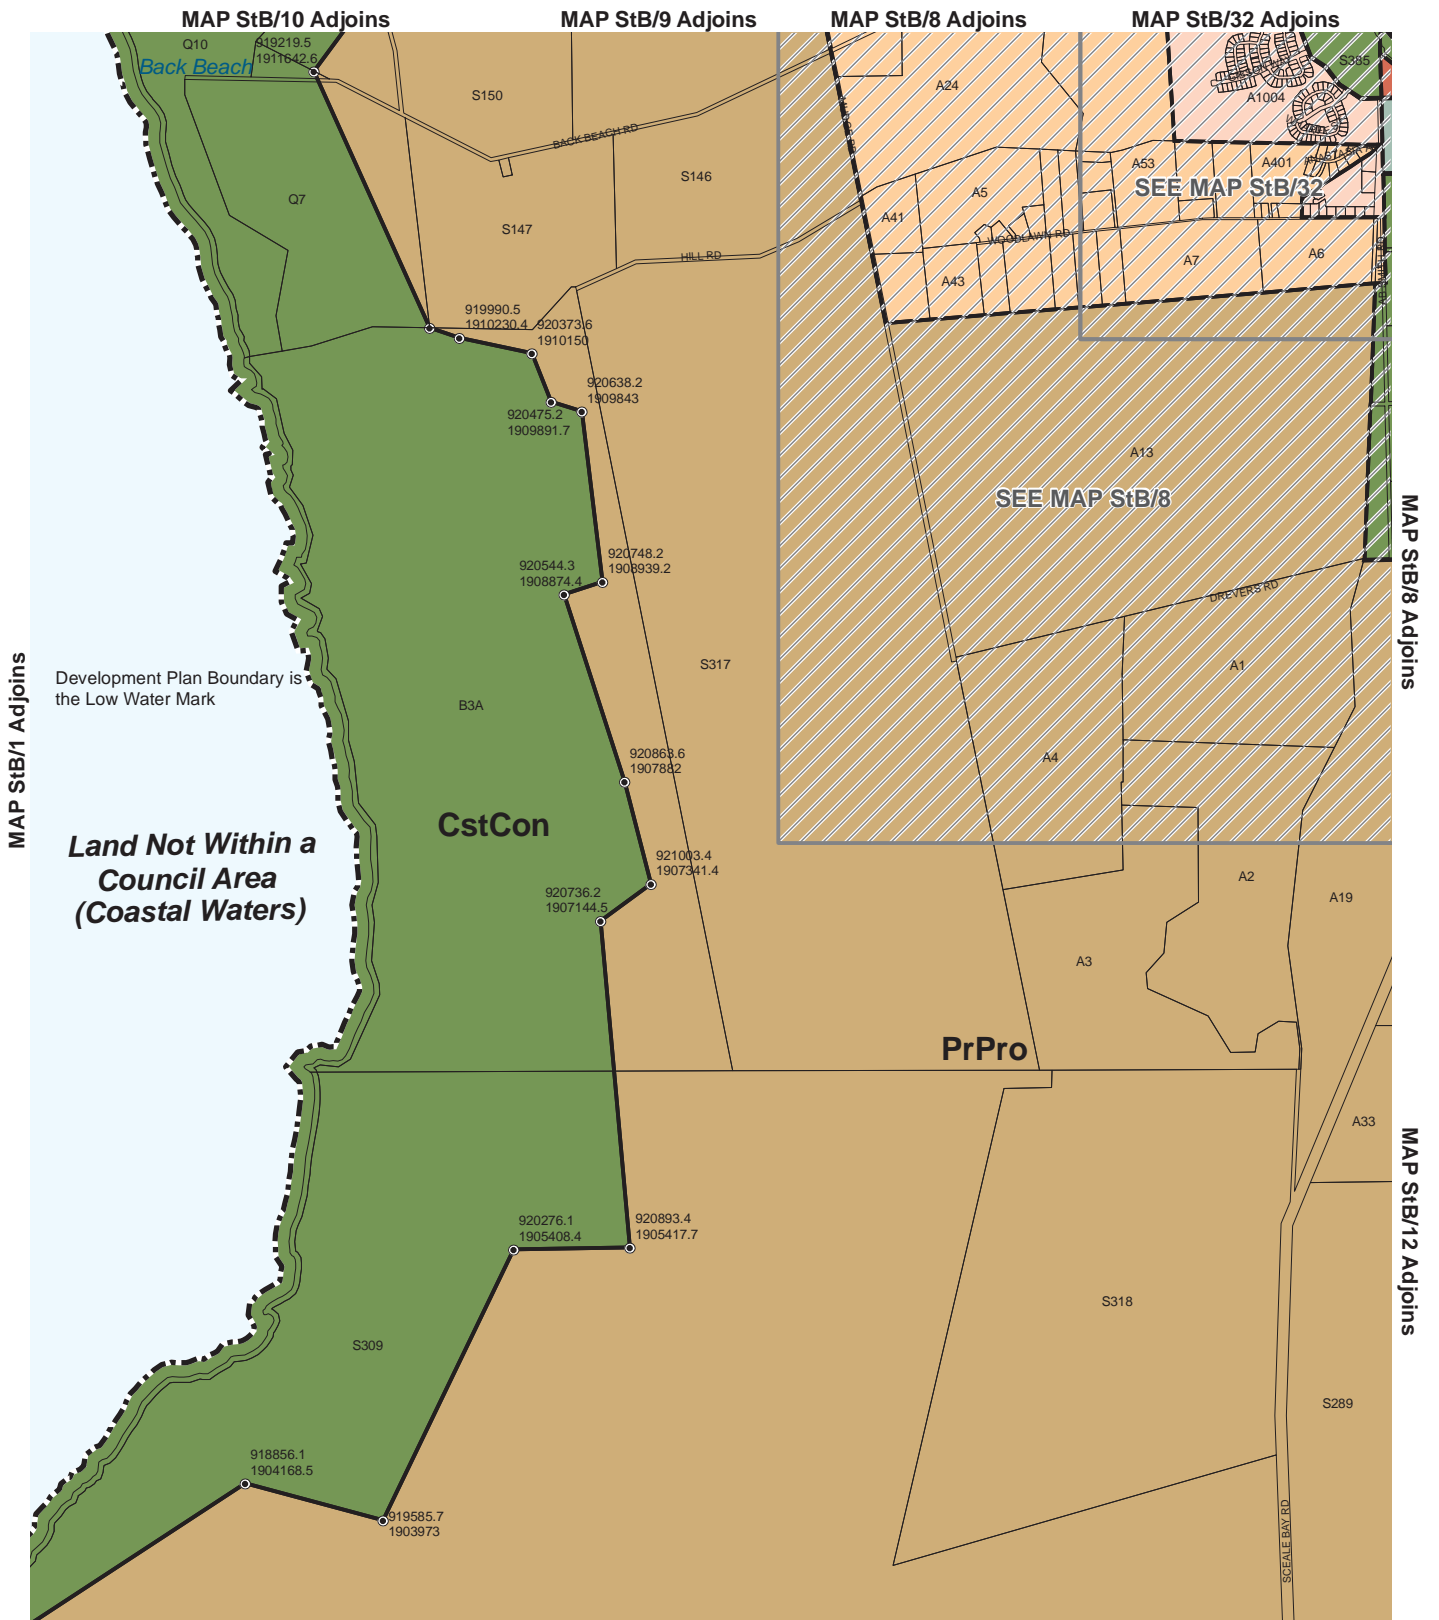 MAP StB/10 Adjoins
MAP StB/9 Adjoins
MAP StB/8 Adjoins
MAP StB/32 Adjoins
Q10
919219.5
1911642.6
Back Beach
S150
BACK BEACH RD
A24
S385
A1004
S146
Q7
S147
HILL RD
A53
A401
SEE MAP StB/32
A5
A41
WOODLAWN RD
A43
A7
A6
919990.5
1910230.4
920373.6
1910150
920638.2
1909843
920475.2
1909891.7
A13
SEE MAP StB/8
920748.2
1908939.2
920544.3
1908874.4
DREVERS RD
MAP StB/8 Adjoins
S317
A1
MAP StB/1 Adjoins
Development Plan Boundary is
the Low Water Mark
B3A
920863.6
1907882
A4
CstCon
Land Not Within a
Council Area
(Coastal Waters)
921003.4
1907341.4
920736.2
1907144.5
A2
A19
A3
PrPro
A33
MAP StB/12 Adjoins
920276.1
1905408.4
920893.4
1905417.7
S318
S309
S289
918856.1
1904168.5
919585.7
1903973
SCEALE BAY RD